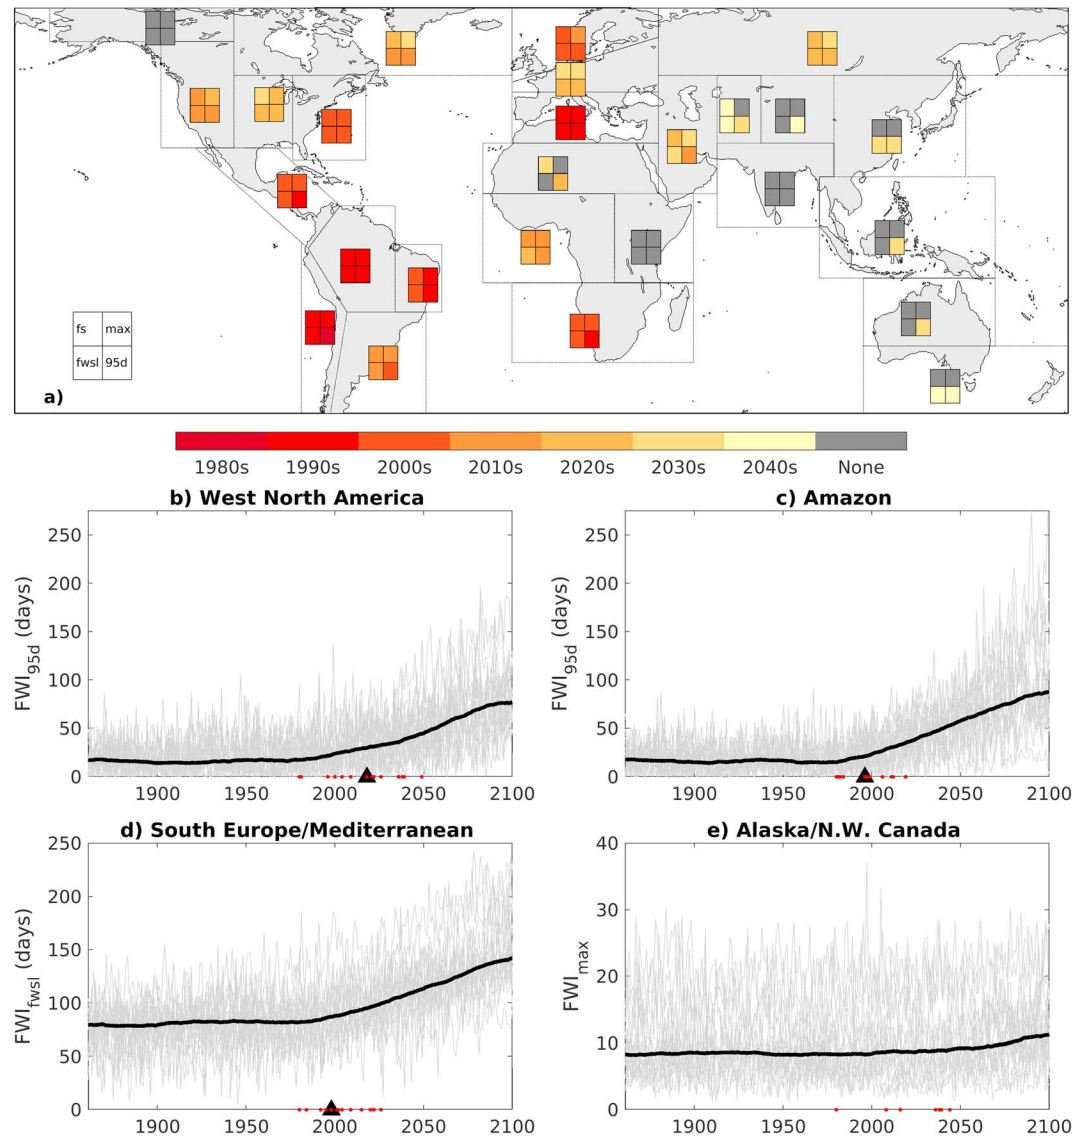 fs max
fwsl 95d
a)
1980s 1990s 2000s 2010s 2020s 2030s 2040s None
b) West North America
FWI95d (days)
250
200
150
100
50
0
1900 1950 2000 2050 2100
c) Amazon
FWI95d (days)
250
200
150
100
50
0
1900 1950 2000 2050 2100
d) South Europe/Mediterranean
FWIfwsl (days)
250
200
150
100
50
0
1900 1950 2000 2050 2100
e) Alaska/N.W. Canada
FWImax
40
30
20
10
0
1900 1950 2000 2050 2100